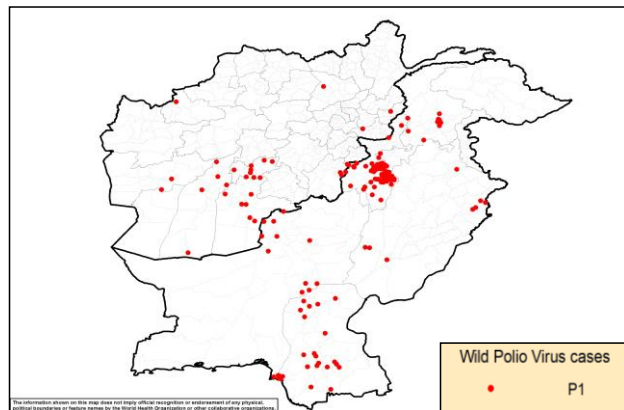 Wild Polio Virus cases
P1
The information shown on this map does not imply official recognition or endorsement of any physical,
political boundaries or feature names by the World Health Organization or other collaborative organizations.